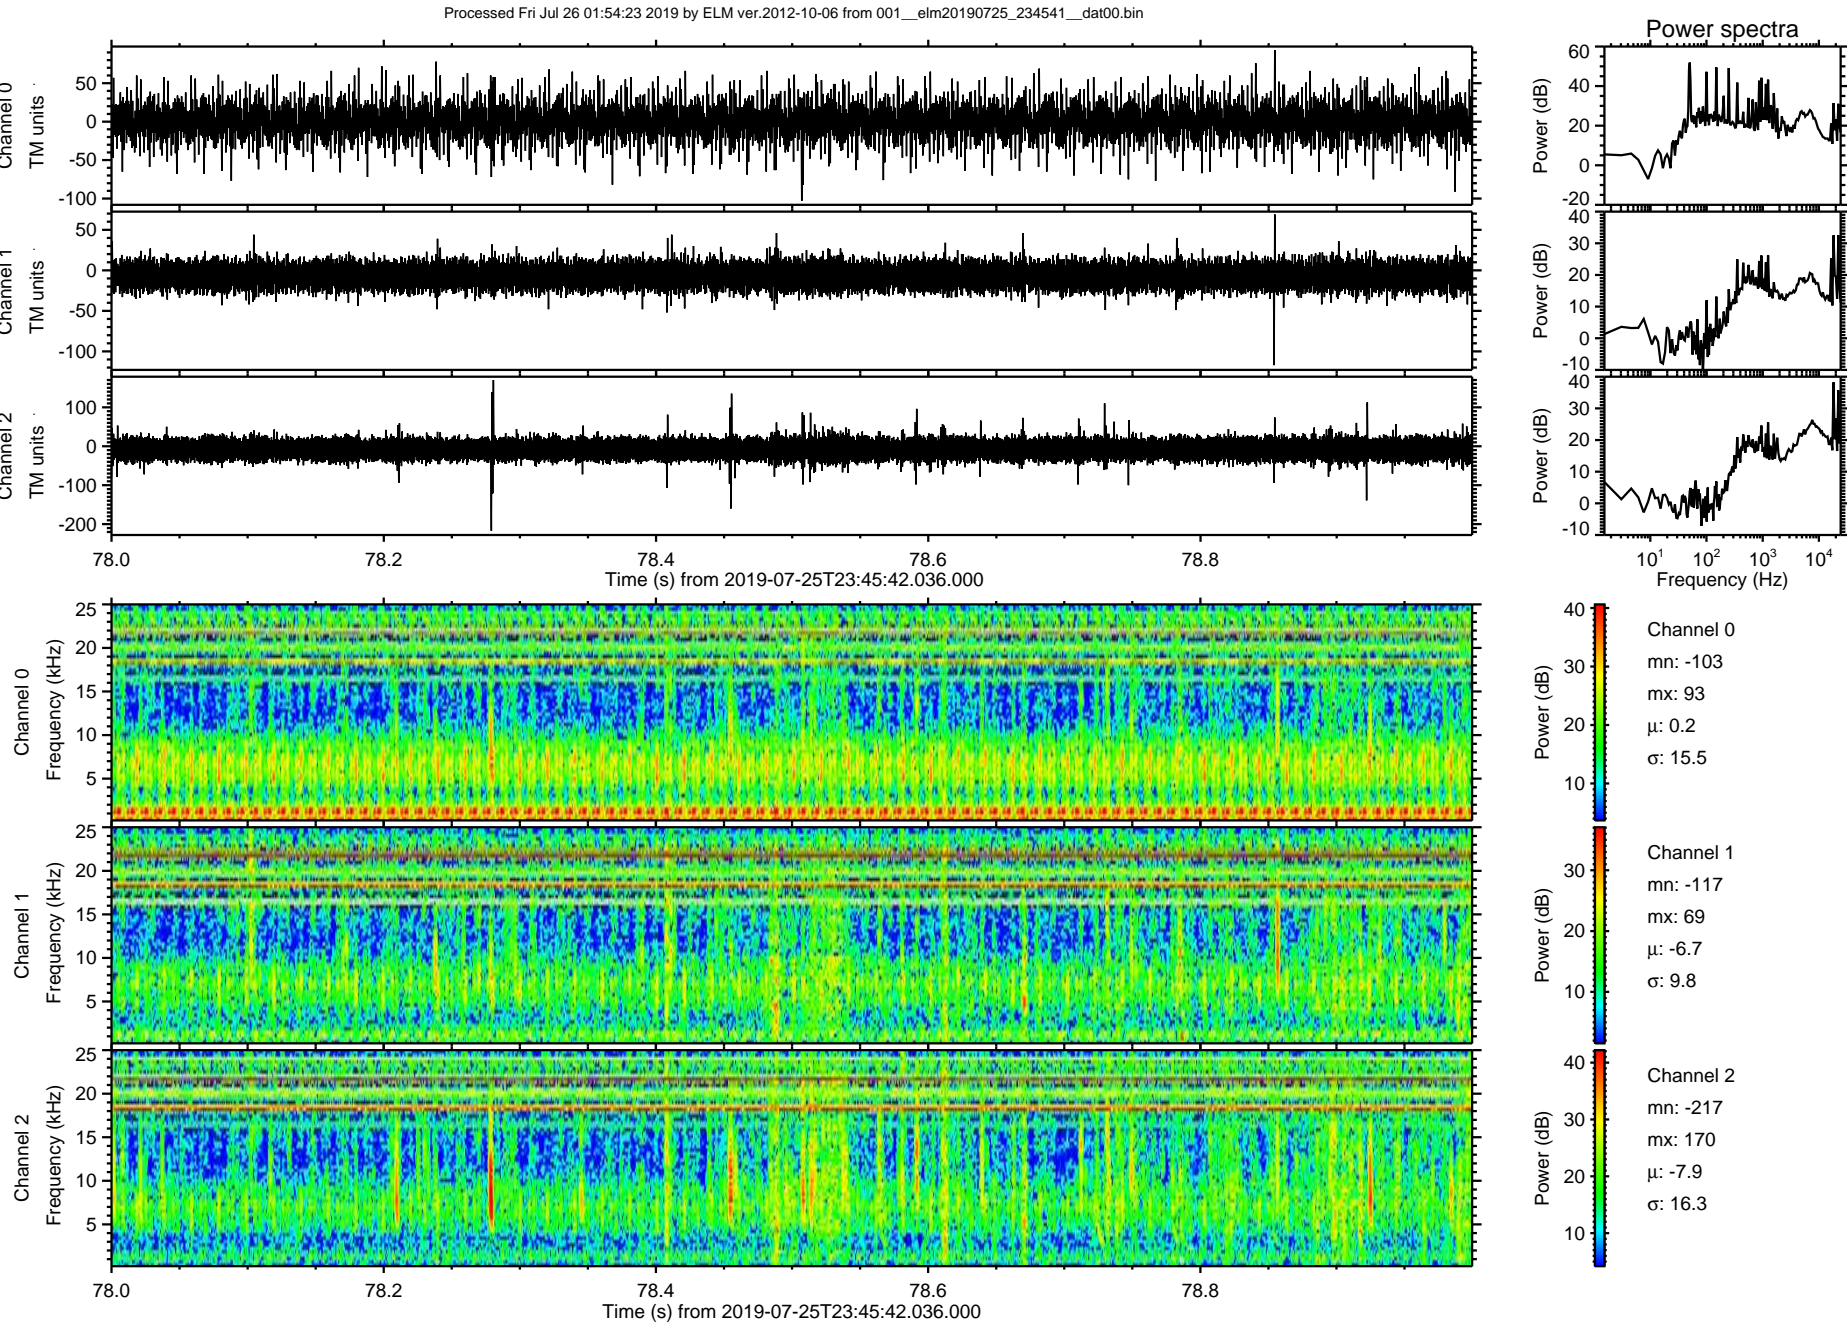 Processed Fri Jul 26 01:54:23 2019 by ELM ver.2012-10-06 from 001__elm20190725_234541__dat00.bin
Power spectra
Channel 0
TM units
50
0
-50
-100
Power (dB)
60
40
20
0
-20
Channel 1
TM units
50
0
-50
-100
Power (dB)
40
30
20
10
0
-10
Channel 2
TM units
100
0
-100
-200
Power (dB)
40
30
20
10
0
-10
78.0 78.2 78.4 78.6 78.8
Time (s) from 2019-07-25T23:45:42.036.000
10^1 10^2 10^3 10^4
Frequency (Hz)
Channel 0
Frequency (kHz)
25
20
15
10
5
Power (dB)
40
30
20
10
Channel 0
mn: -103
mx: 93
μ: 0.2
σ: 15.5
Channel 1
Frequency (kHz)
25
20
15
10
5
Power (dB)
30
20
10
Channel 1
mn: -117
mx: 69
μ: -6.7
σ: 9.8
Channel 2
Frequency (kHz)
25
20
15
10
5
Power (dB)
40
30
20
10
Channel 2
mn: -217
mx: 170
μ: -7.9
σ: 16.3
78.0 78.2 78.4 78.6 78.8
Time (s) from 2019-07-25T23:45:42.036.000